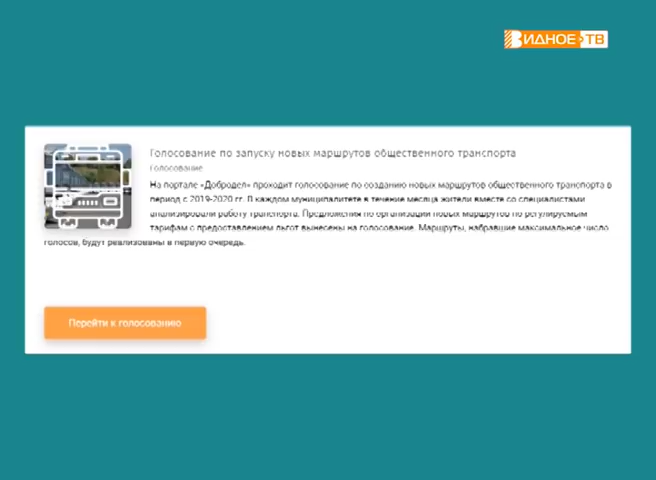 ВИДНОЕ-ТВ
Голосование по запуску новых маршрутов общественного транспорта
Голосование
На портале «Добродел» проходит голосование по созданию новых маршрутов общественного транспорта в
период с 2019-2020 гг. В каждом муниципалитете в течение месяца жители вместе со специалистами
анализировали работу транспорта. Предложения по организации новых маршрутов по регулируемым
тарифам с предоставлением льгот вынесены на голосование. Маршруты, набравшие максимальное число
голосов, будут реализованы в первую очередь.
Перейти к голосованию